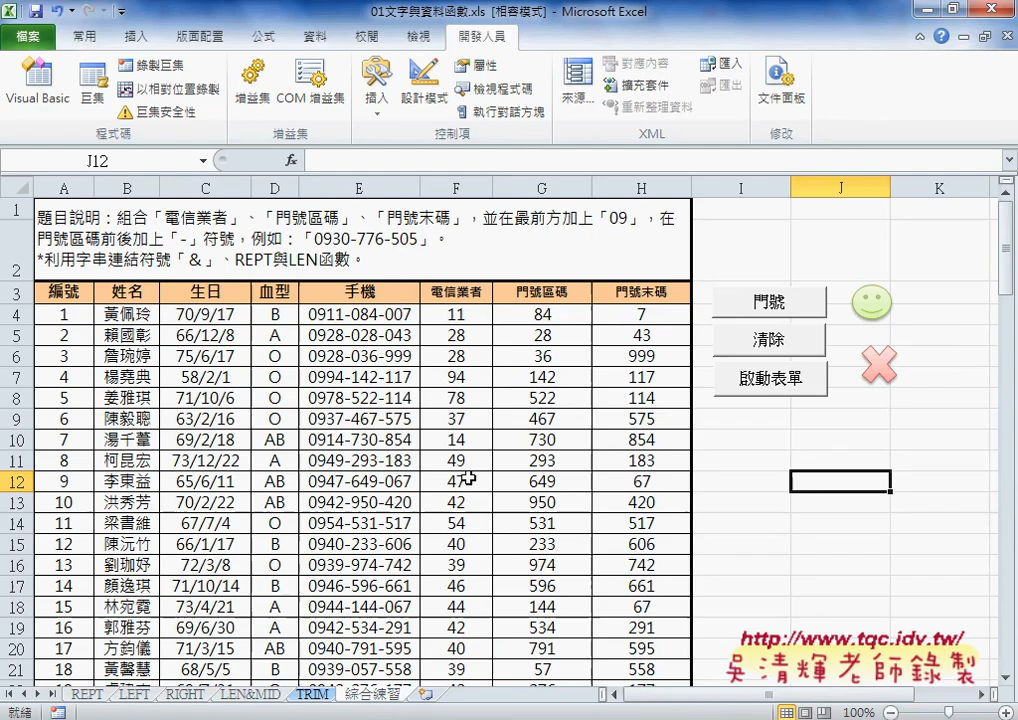 01文字與資料函數.xls [相容模式] - Microsoft Excel
檔案 常用 插入 版面配置 公式 資料 校閱 檢視 開發人員
Visual Basic 巨集 錄製巨集 以相對位置錄製 巨集安全性 程式碼
增益集 COM 增益集 增益集
插入 設計模式 屬性 檢視程式碼 執行對話方塊 控制項
來源... 對應內容 擴充套件 重新整理資料 匯入 匯出 XML
文件面板 修改
J12 fx
A B C D E F G H I J K
1 題目說明：組合「電信業者」、「門號區碼」、「門號末碼」，並在最前方加上「09」，在
門號區碼前後加上「-」符號，例如：「0930-776-505」。
2 *利用字串連結符號「&」、REPT與LEN函數。
3 編號 姓名 生日 血型 手機 電信業者 門號區碼 門號末碼
門號
4 1 黃佩玲 70/9/17 B 0911-084-007 11 84 7
5 2 賴國彰 66/12/8 A 0928-028-043 28 28 43
清除
6 3 詹琬婷 75/6/17 O 0928-036-999 28 36 999
7 4 楊堯典 58/2/1 O 0994-142-117 94 142 117
啟動表單
8 5 姜雅琪 71/10/6 O 0978-522-114 78 522 114
9 6 陳毅聰 63/2/16 O 0937-467-575 37 467 575
10 7 湯千 69/2/18 AB 0914-730-854 14 730 854
11 8 柯昆宏 73/12/22 A 0949-293-183 49 293 183
12 9 李東益 65/6/11 AB 0947-649-067 47 649 67
13 10 洪秀芳 70/2/22 AB 0942-950-420 42 950 420
14 11 梁書維 67/7/4 O 0954-531-517 54 531 517
15 12 陳沅竹 66/1/17 B 0940-233-606 40 233 606
16 13 劉珈妤 72/3/8 O 0939-974-742 39 974 742
17 14 顏逸琪 71/10/14 B 0946-596-661 46 596 661
18 15 林宛霓 73/4/21 A 0944-144-067 44 144 67
19 16 郭雅芬 69/6/30 A 0942-534-291 42 534 291
20 17 方鈞儀 71/3/15 AB 0940-791-595 40 791 595
21 18 黃馨慧 68/5/5 B 0939-057-558 39 57 558
http://www.tqc.idv.tw/
吳清輝老師錄製
REPT LEFT RIGHT LEN&MID TRIM 綜合練習
就緒 100%